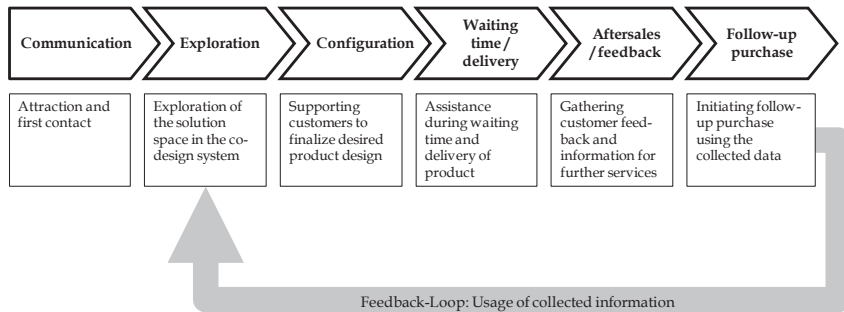 Communication
Exploration
Configuration
Waiting
time /
delivery
Aftersales
/ feedback
Follow-up
purchase
Attraction and
first contact
Exploration of
the solution
space in the co-
design system
Supporting
customers to
finalize desired
product design
Assistance
during waiting
time and
delivery of
product
Gathering
customer feed-
back and
information for
further services
Initiating follow-
up purchase
using the
collected data
Feedback-Loop: Usage of collected information